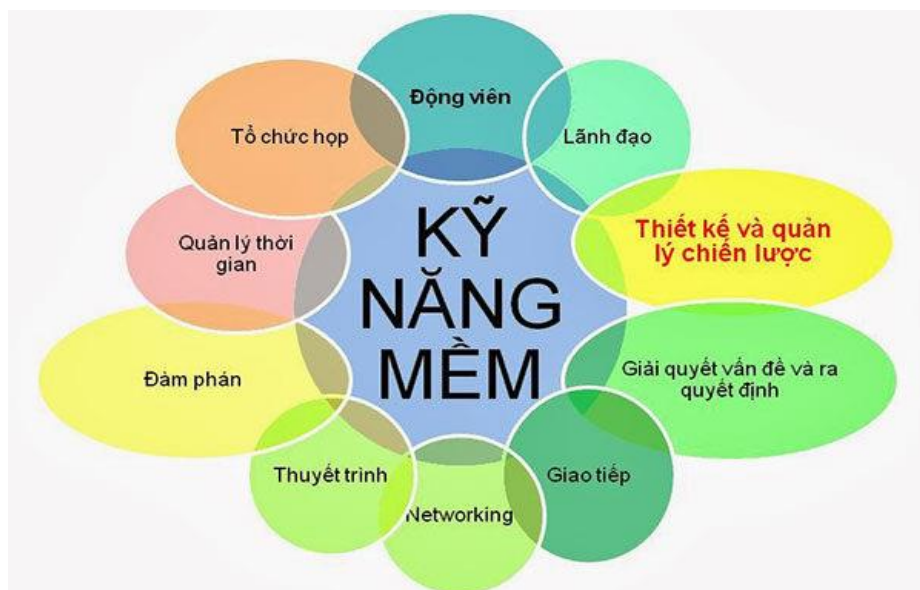 Động viên
Lãnh đạo
Thiết kế và quản
lý chiến lược
Giải quyết vấn đề và ra
quyết định
Giao tiếp
Networking
Thuyết trình
Đàm phán
Quản lý thời
gian
Tổ chức họp
KỸ
NĂNG
MỀM